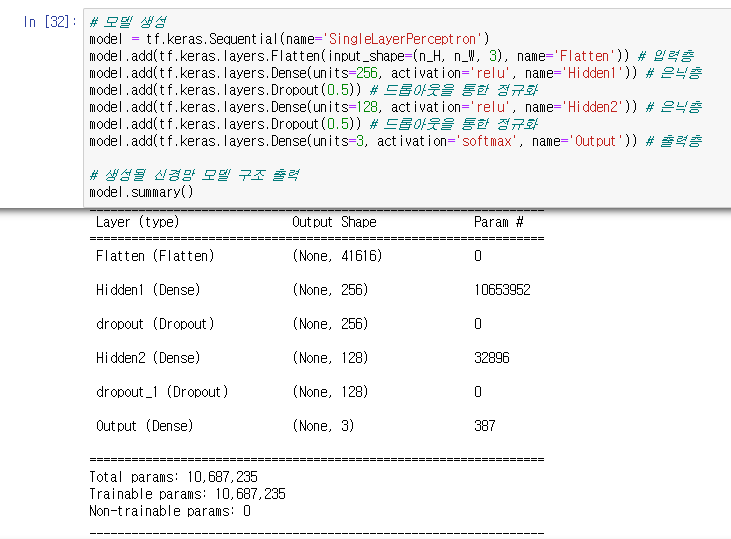 In [32]: # 모델 생성
model = tf.keras.Sequential(name='SingleLayerPerceptron')
model.add(tf.keras.layers.Flatten(input_shape=(n_H, n_W, 3), name='Flatten')) # 입력층
model.add(tf.keras.layers.Dense(units=256, activation='relu', name='Hidden1')) # 은닉층
model.add(tf.keras.layers.Dropout(0.5)) # 드롭아웃을 통한 정규화
model.add(tf.keras.layers.Dense(units=128, activation='relu', name='Hidden2')) # 은닉층
model.add(tf.keras.layers.Dropout(0.5)) # 드롭아웃을 통한 정규화
model.add(tf.keras.layers.Dense(units=3, activation='softmax', name='Output')) # 출력층
# 생성될 신경망 모델 구조 출력
model.summary()
Layer (type) Output Shape Param #
=================================================================
Flatten (Flatten) (None, 41616) 0
Hidden1 (Dense) (None, 256) 10653952
dropout (Dropout) (None, 256) 0
Hidden2 (Dense) (None, 128) 32896
dropout_1 (Dropout) (None, 128) 0
Output (Dense) (None, 3) 387
=================================================================
Total params: 10,687,235
Trainable params: 10,687,235
Non-trainable params: 0
_________________________________________________________________